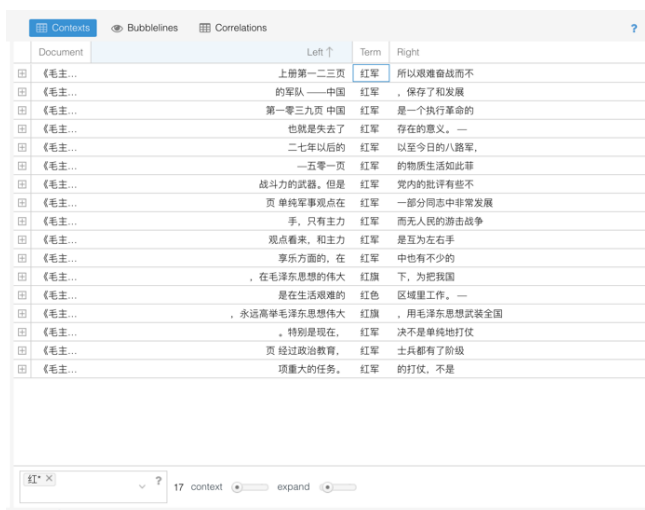 Contexts Bubblelines Correlations ?
Document Left ↑ Term Right
《毛主... 上册第一二三页 红军 所以艰难奋战而不
《毛主... 的军队 ——中国 红军 ，保存了和发展
《毛主... 第一零三九页 中国 红军 是一个执行革命的
《毛主... 也就是失去了 红军 存在的意义。 —
《毛主... 二七年以后的 红军 以至今日的八路军，
《毛主... —五零一页 红军 的物质生活如此菲
《毛主... 战斗力的武器。但是 红军 党内的批评有些不
《毛主... 页 单纯军事观点在 红军 一部分同志中非常发展
《毛主... 手，只有主力 红军 而无人民的游击战争
《毛主... 观点看来，和主力 红军 是互为左右手
《毛主... 享乐方面的，在 红军 中也有不少的
《毛主... ，在毛泽东思想的伟大 红旗 下，为把我国
《毛主... 是在生活艰难的 红色 区域里工作。 —
《毛主... ，永远高举毛泽东思想伟大 红旗 ，用毛泽东思想武装全国
《毛主... 。特别是现在， 红军 决不是单纯地打仗
《毛主... 页 经过政治教育， 红军 士兵都有了阶级
《毛主... 项重大的任务。 红军 的打仗，不是
红* × ? 17 context expand